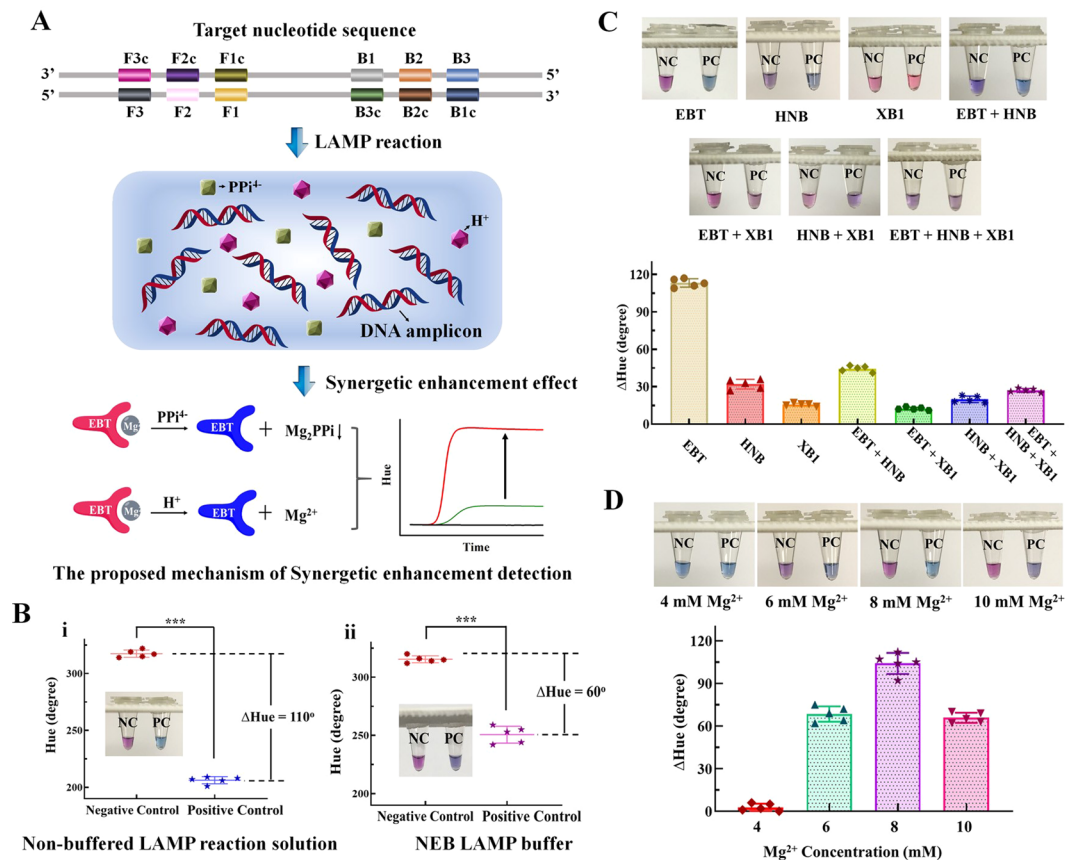 A
Target nucleotide sequence
F3c F2c F1c B1 B2 B3
3’ 5’
5’ 3’
F3 F2 F1 B3c B2c B1c
LAMP reaction
PPi⁴⁻
H⁺
DNA amplicon
Synergetic enhancement effect
EBT Mg PPi⁴⁻ EBT + Mg₂PPi↓
EBT Mg H⁺ EBT + Mg²⁺
Hue
Time
The proposed mechanism of Synergetic enhancement detection
B
i
***
Hue (degree)
300
250
200
ΔHue = 110°
NC PC
Negative Control Positive Control
Non-buffered LAMP reaction solution
ii
***
Hue (degree)
350
300
250
200
ΔHue = 60°
NC PC
Negative Control Positive Control
NEB LAMP buffer
C
NC PC NC PC NC PC NC PC
EBT HNB XB1 EBT + HNB
NC PC NC PC NC PC
EBT + XB1 HNB + XB1 EBT + HNB + XB1
ΔHue (degree)
120
90
60
30
0
EBT
HNB
XB1
EBT + HNB
EBT + XB1
HNB + XB1
EBT +
HNB + XB1
D
NC PC NC PC NC PC NC PC
4 mM Mg²⁺ 6 mM Mg²⁺ 8 mM Mg²⁺ 10 mM Mg²⁺
ΔHue (degree)
120
90
60
30
0
4 6 8 10
Mg²⁺ Concentration (mM)